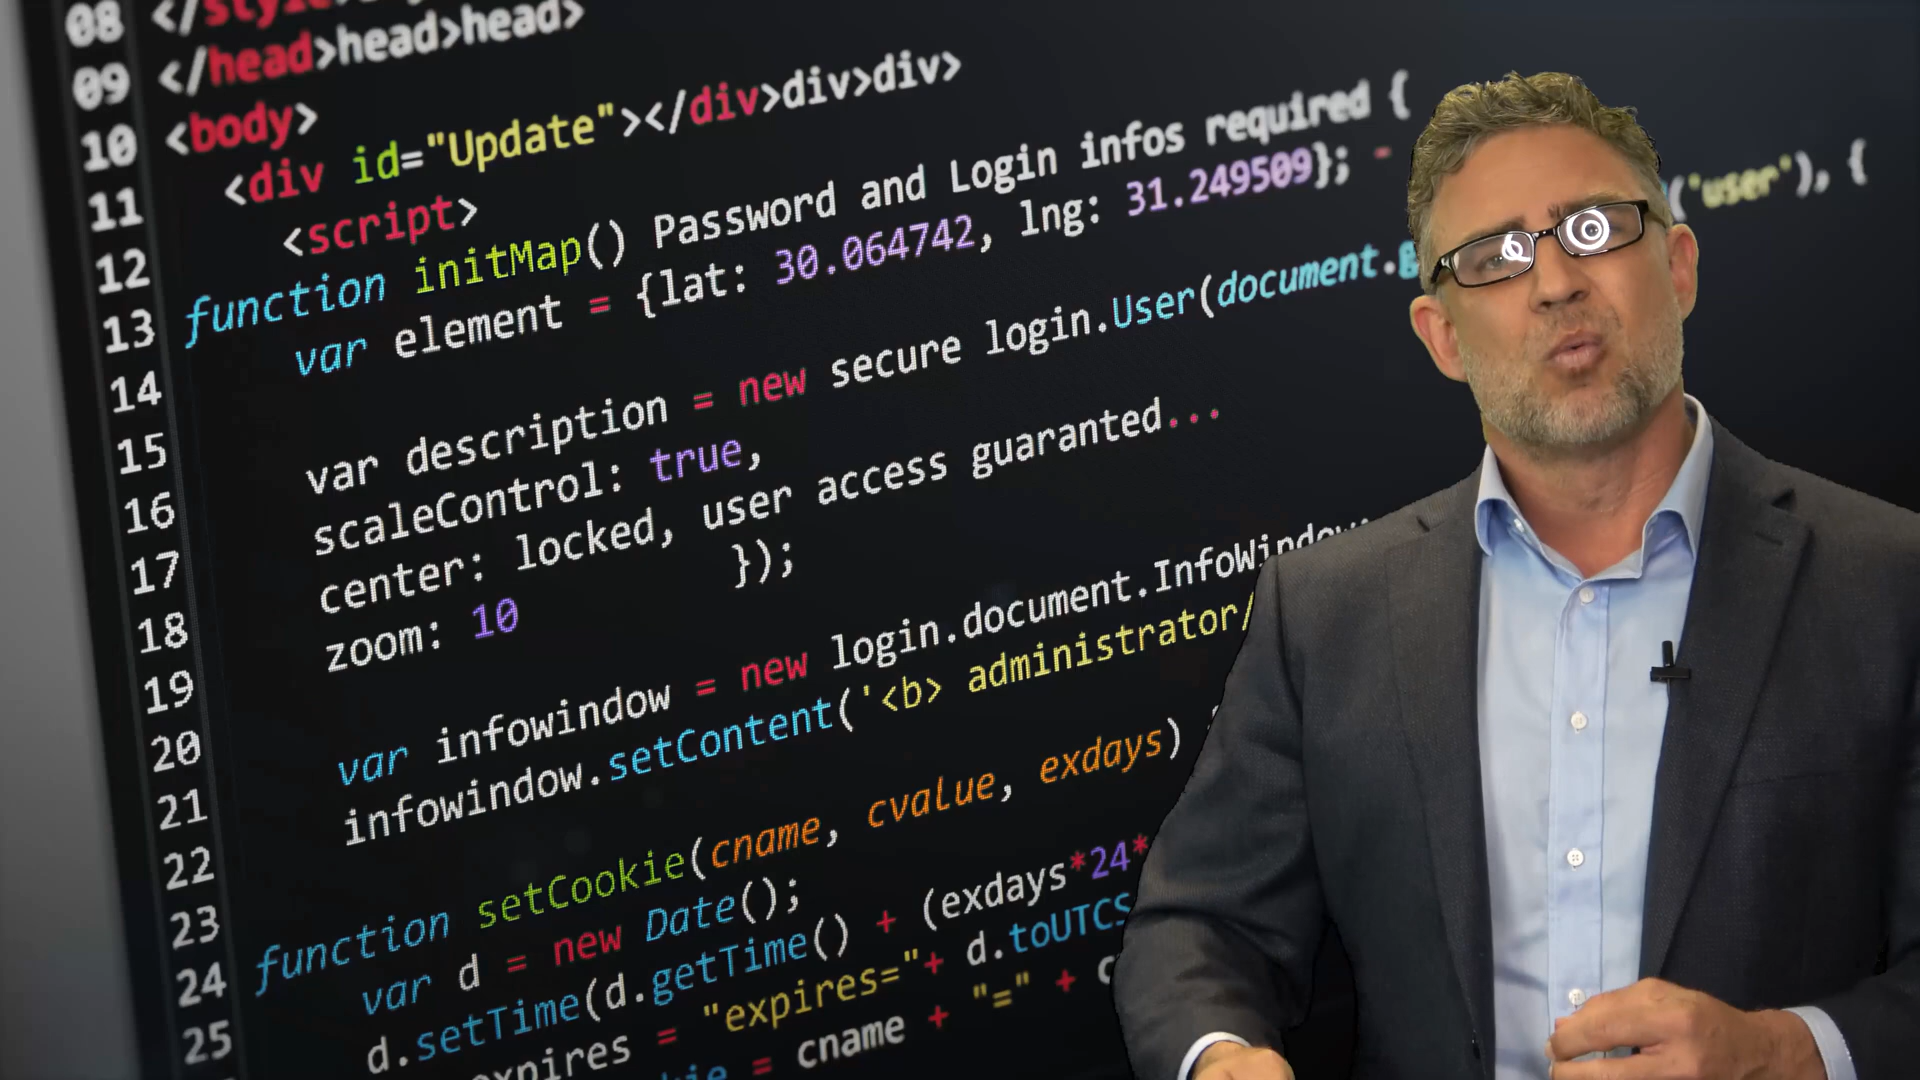 08 </style>
09 </head>head>head>
10 <body>
11 <div id="Update"></div>div>div>
12 <script>
13 function initMap() Password and Login infos required {
14 var element = {lat: 30.064742, lng: 31.249509}; -
15 var description = new secure login.User(document.g ('user'), {
16 scaleControl: true,
17 center: locked, user access guaranted...
18 zoom: 10 });
19
20 var infowindow = new login.document.InfoWindow
21 infowindow.setContent('<b> administrator/
22
23 function setCookie(cname, cvalue, exdays)
24 var d = new Date();
25 d.setTime(d.getTime() + (exdays*24*
expires = "expires="+ d.toUTCS
= cname + "=" + c